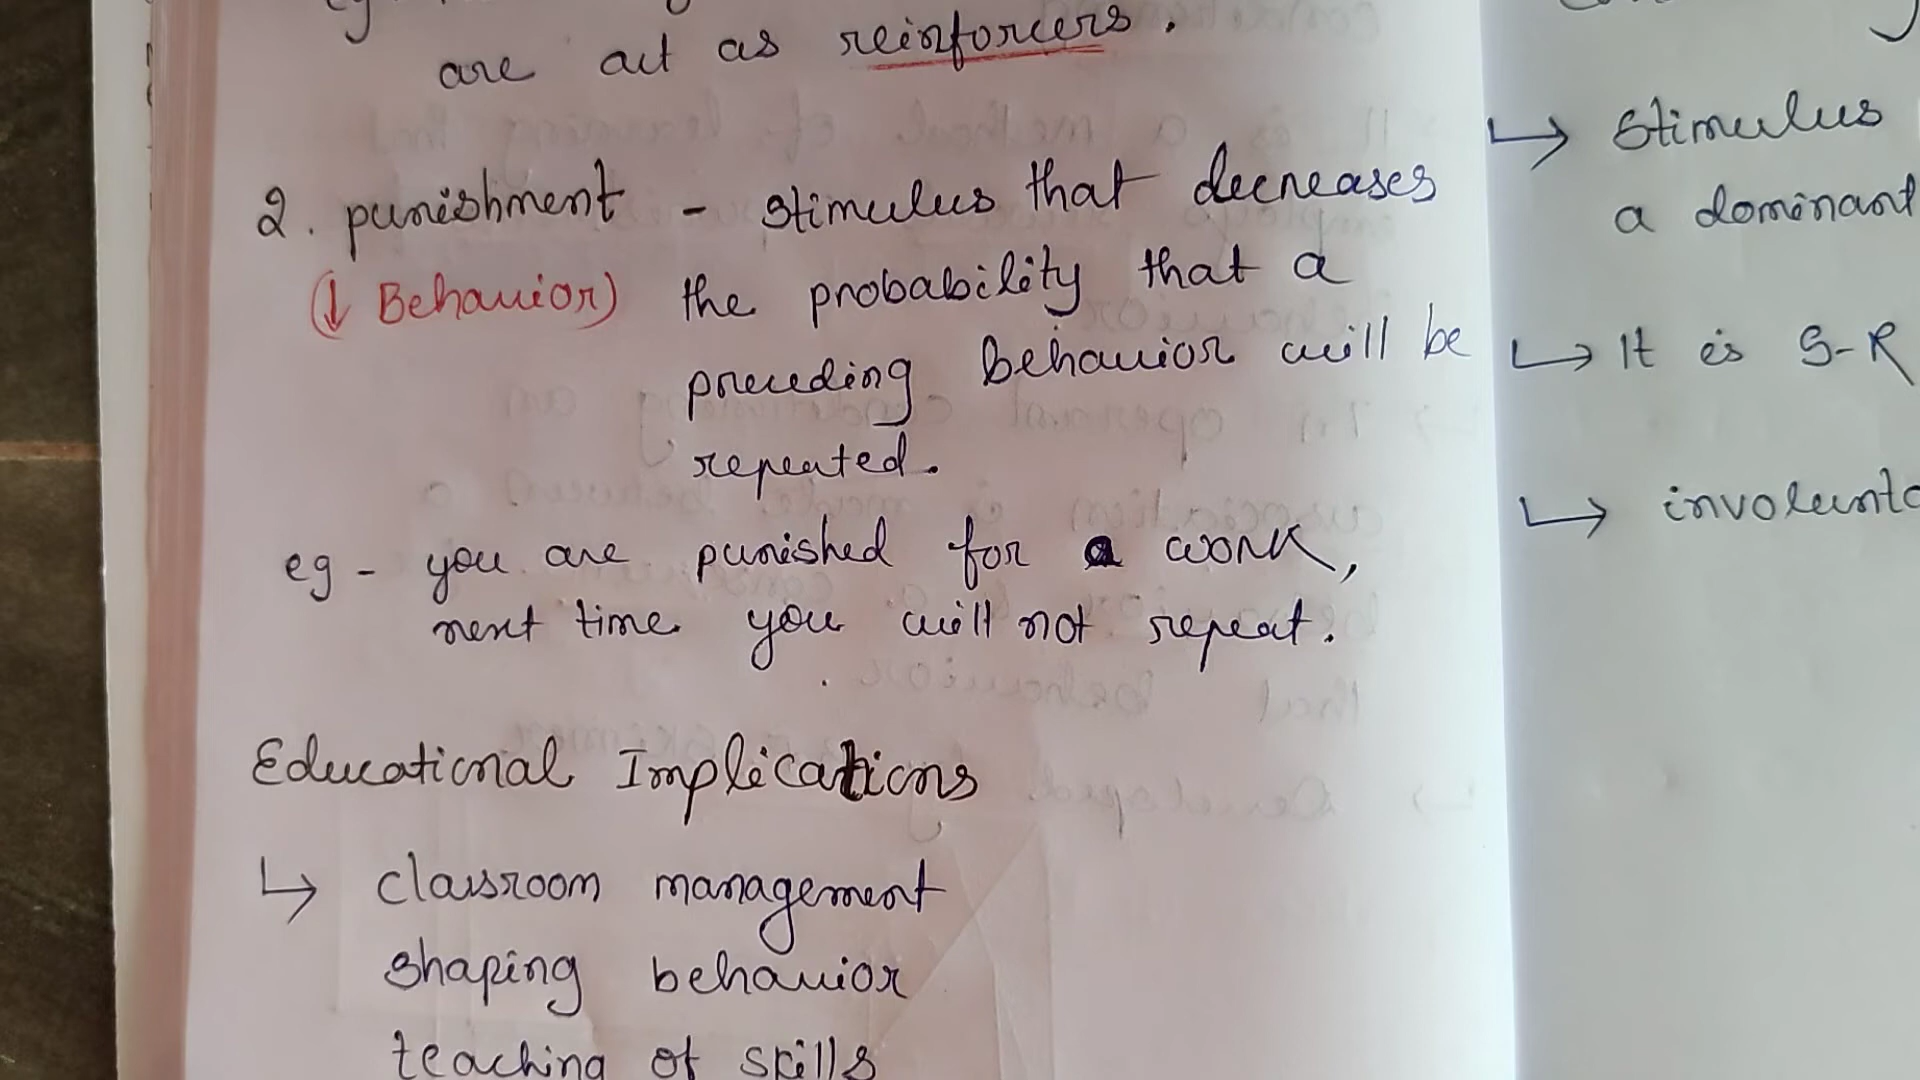 are act as reinforcers.
2. punishment - stimulus that decreases
(↓ Behavior) the probability that a
preceding behavior will be
repeated.
eg - you are punished for a work,
next time you will not repeat.
Educational Implications
↳ classroom management
shaping behavior
teaching of skills
↳ Stimulus
a dominant
↳ It is S-R
↳ involunta